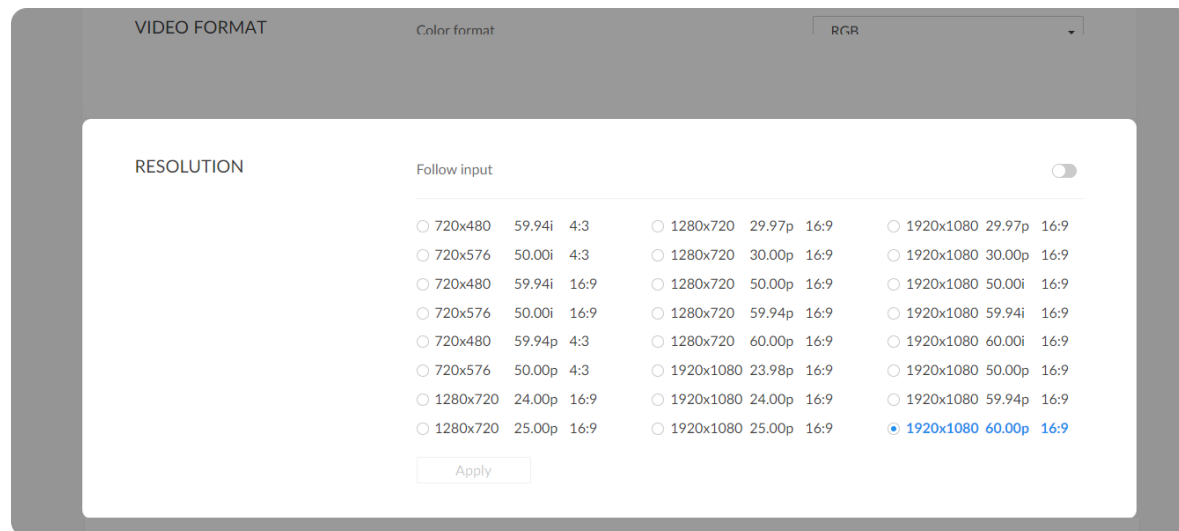 VIDEO FORMAT Color format RGB
RESOLUTION Follow input
720x480 59.94i 4:3 1280x720 29.97p 16:9 1920x1080 29.97p 16:9
720x576 50.00i 4:3 1280x720 30.00p 16:9 1920x1080 30.00p 16:9
720x480 59.94i 16:9 1280x720 50.00p 16:9 1920x1080 50.00i 16:9
720x576 50.00i 16:9 1280x720 59.94p 16:9 1920x1080 59.94i 16:9
720x480 59.94p 4:3 1280x720 60.00p 16:9 1920x1080 60.00i 16:9
720x576 50.00p 4:3 1920x1080 23.98p 16:9 1920x1080 50.00p 16:9
1280x720 24.00p 16:9 1920x1080 24.00p 16:9 1920x1080 59.94p 16:9
1280x720 25.00p 16:9 1920x1080 25.00p 16:9 1920x1080 60.00p 16:9
Apply